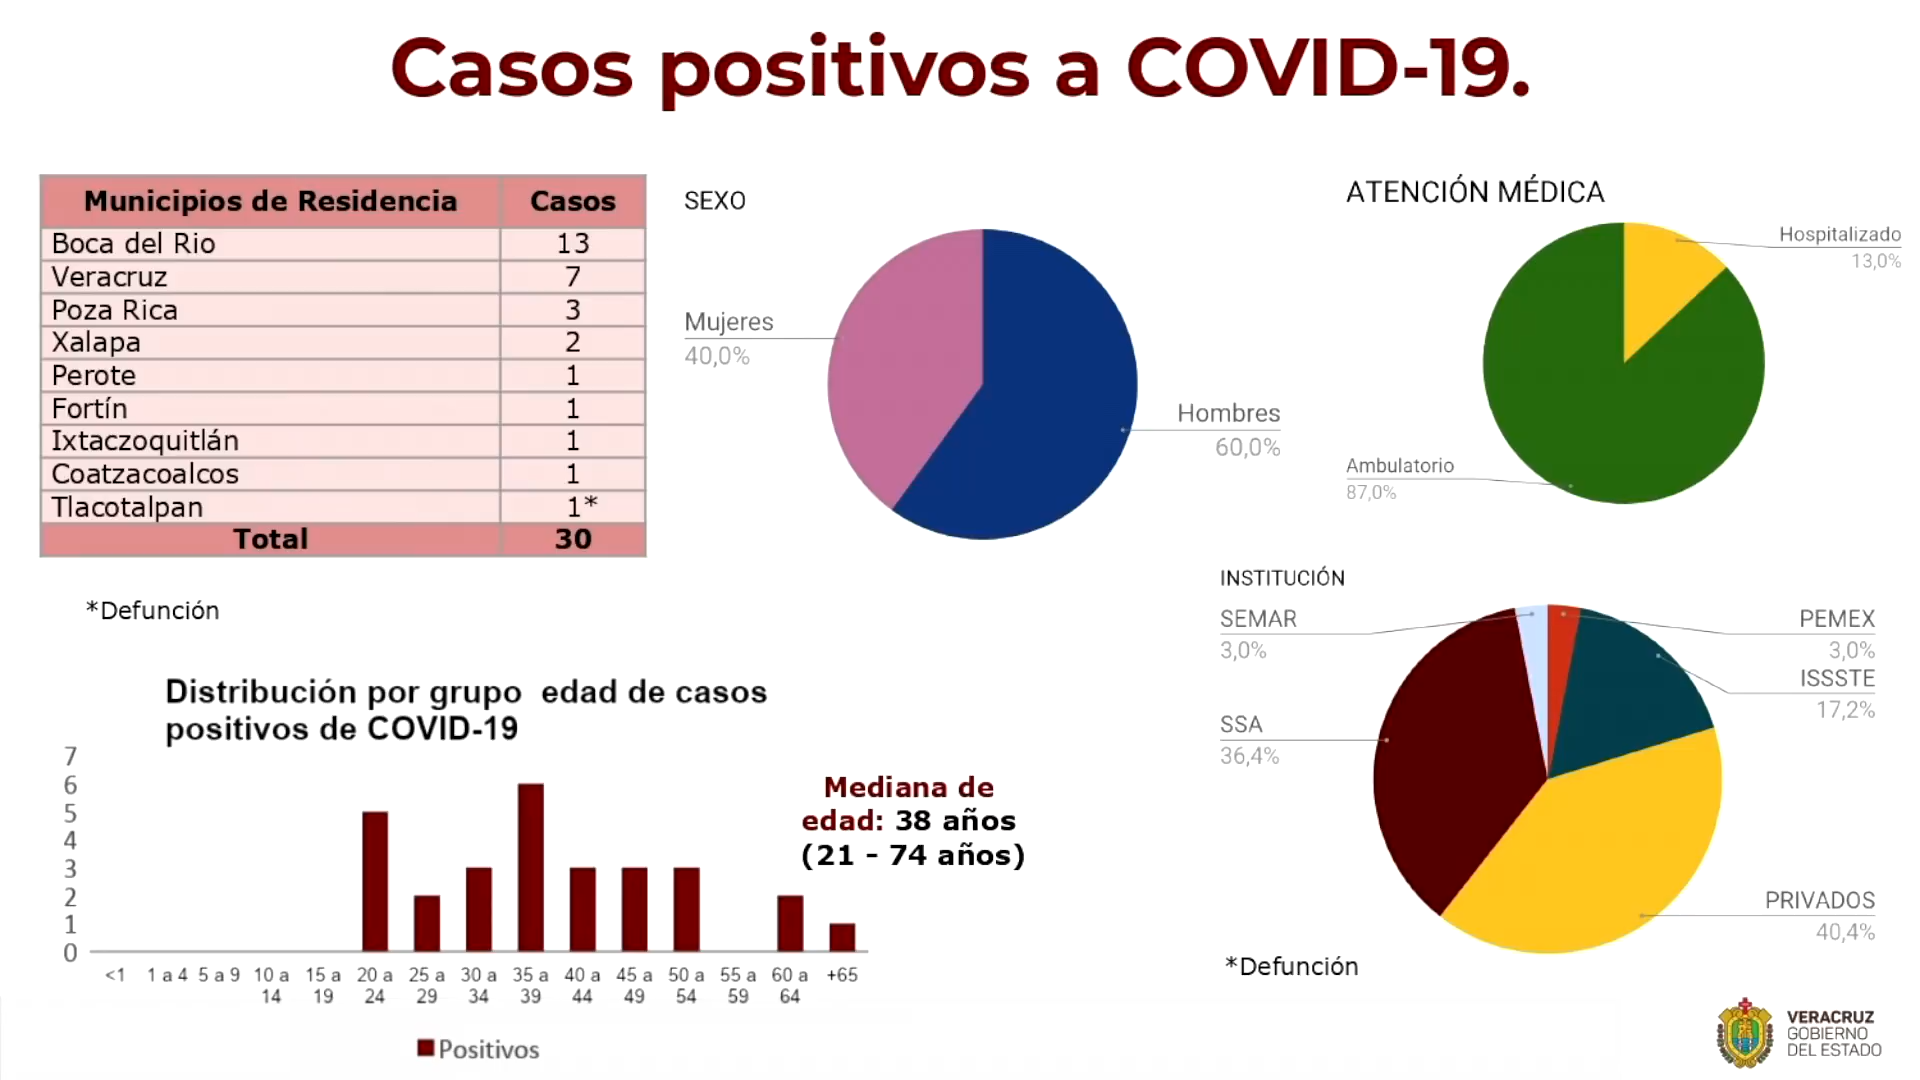 Casos positivos a COVID-19.
Municipios de Residencia Casos
Boca del Rio 13
Veracruz 7
Poza Rica 3
Xalapa 2
Perote 1
Fortín 1
Ixtaczoquitlán 1
Coatzacoalcos 1
Tlacotalpan 1*
Total 30
*Defunción
SEXO
Mujeres
40,0%
Hombres
60,0%
ATENCIÓN MÉDICA
Hospitalizado
13,0%
Ambulatorio
87,0%
Distribución por grupo edad de casos
positivos de COVID-19
7
6
5
4
3
2
1
0
<1 1 a 4 5 a 9 10 a 14 15 a 19 20 a 24 25 a 29 30 a 34 35 a 39 40 a 44 45 a 49 50 a 54 55 a 59 60 a 64 +65
Positivos
Mediana de
edad: 38 años
(21 - 74 años)
INSTITUCIÓN
SEMAR
3,0%
SSA
36,4%
PEMEX
3,0%
ISSSTE
17,2%
PRIVADOS
40,4%
*Defunción
VERACRUZ
GOBIERNO
DEL ESTADO